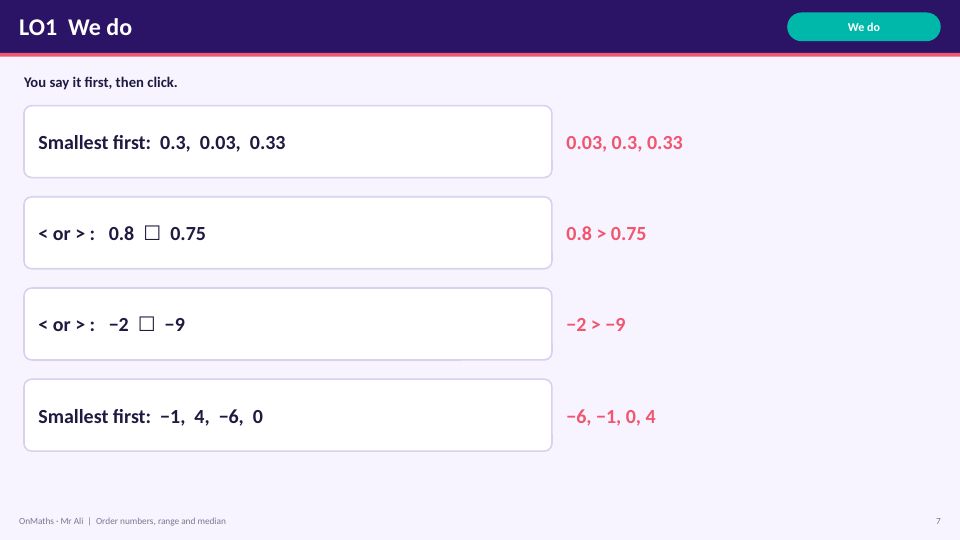 LO1  We do
We do
You say it first, then click.
Smallest first:  0.3,  0.03,  0.33
0.03, 0.3, 0.33
< or > :   0.8  ☐  0.75
0.8 > 0.75
< or > :   −2  ☐  −9
−2 > −9
Smallest first:  −1,  4,  −6,  0
−6, −1, 0, 4
OnMaths - Mr Ali  |  Order numbers, range and median
7